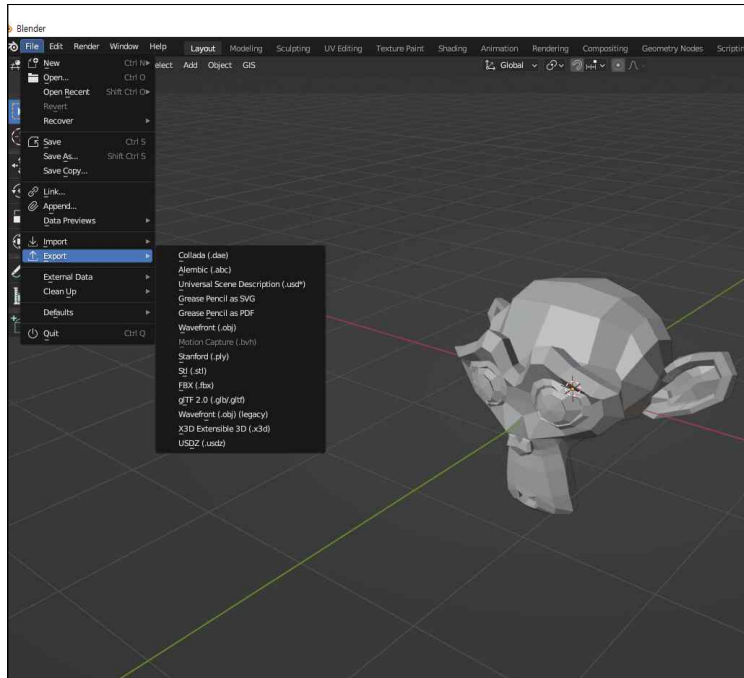 Blender
File Edit Render Window Help Layout Modeling Sculpting UV Editing Texture Paint Shading Animation Rendering Compositing Geometry Nodes Scriptin
elect Add Object GIS Global
New Ctrl N
Open... Ctrl O
Open Recent Shift Ctrl O
Revert
Recover
Save Ctrl S
Save As... Shift Ctrl S
Save Copy...
Link...
Append...
Data Previews
Import
Export
External Data
Clean Up
Defaults
Quit Ctrl Q
Collada (.dae)
Alembic (.abc)
Universal Scene Description (.usd*)
Grease Pencil as SVG
Grease Pencil as PDF
Wavefront (.obj)
Motion Capture (.bvh)
Stanford (.ply)
Stl (.stl)
FBX (.fbx)
glTF 2.0 (.glb/.gltf)
Wavefront (.obj) (legacy)
X3D Extensible 3D (.x3d)
USDZ (.usdz)